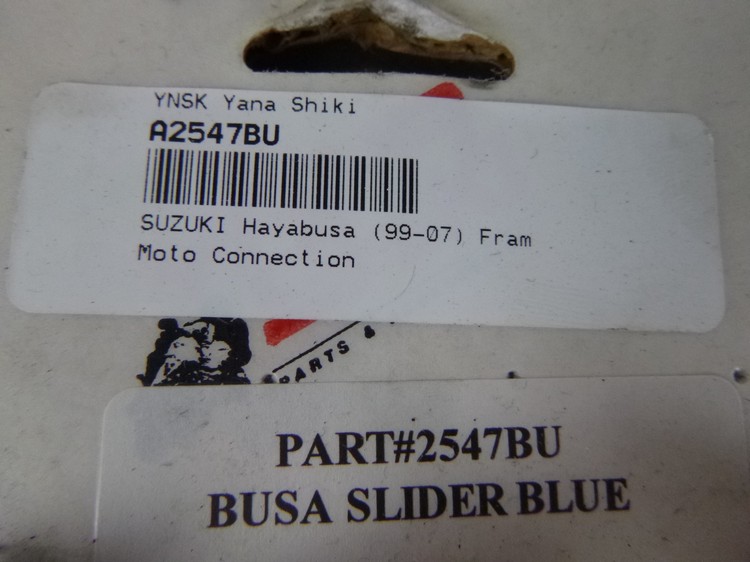 YNSK Yana Shiki
A2547BU
SUZUKI Hayabusa (99-07) Fram
Moto Connection
PARTS &
PART#2547BU
BUSA SLIDER BLUE